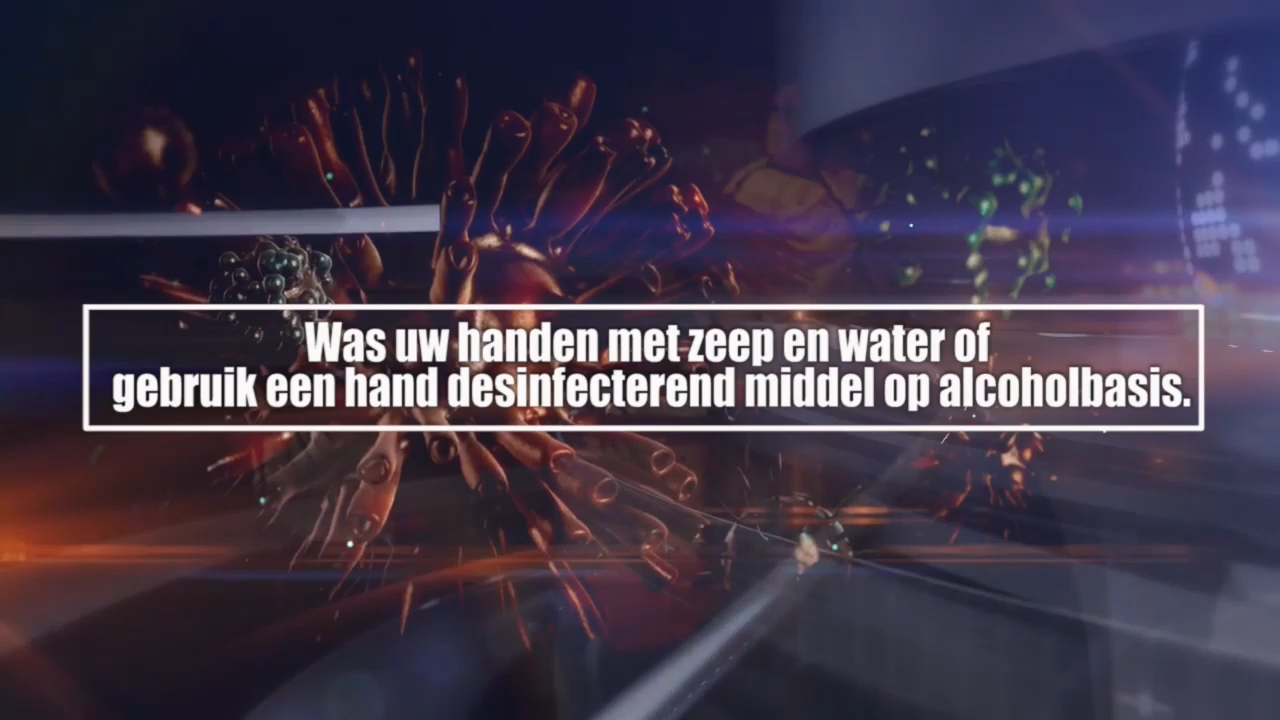 Was uw handen met zeep en water of
gebruik een hand desinfecterend middel op alcoholbasis.